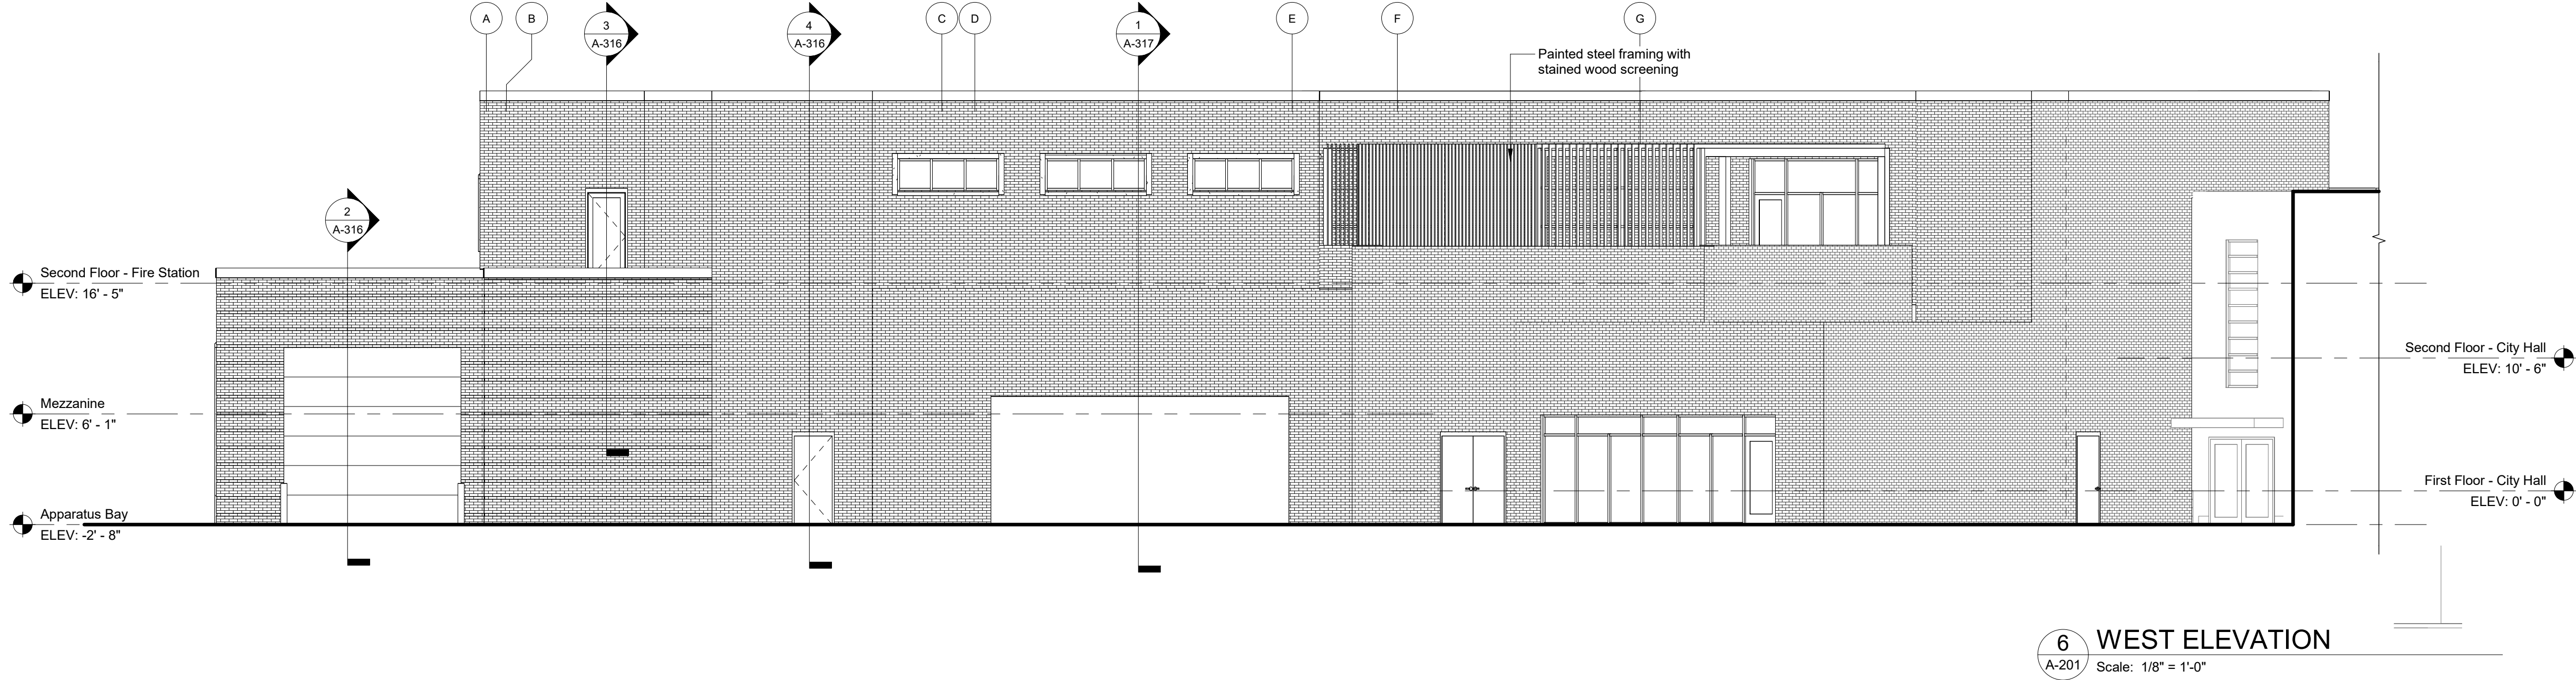 A
B
3
A-316
4
A-316
C
D
1
A-317
E
F
G
Painted steel framing with
stained wood screening
2
A-316
Second Floor - Fire Station
ELEV: 16' - 5"
Second Floor - City Hall
ELEV: 10' - 6"
Mezzanine
ELEV: 6' - 1"
First Floor - City Hall
ELEV: 0' - 0"
Apparatus Bay
ELEV: -2' - 8"
6
A-201
WEST ELEVATION
Scale: 1/8" = 1'-0"